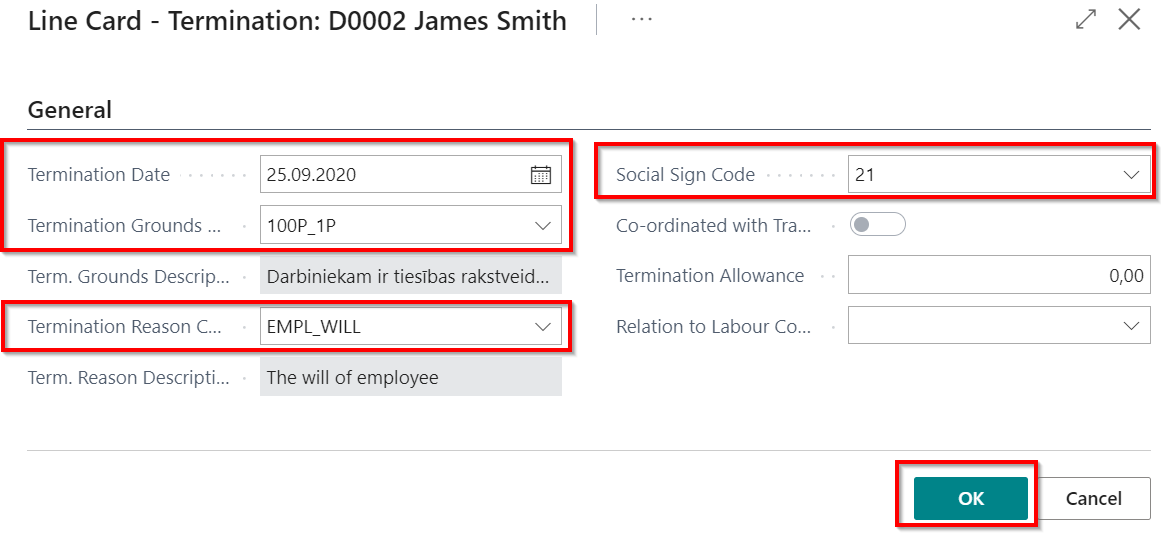 Line Card - Termination: D0002 James Smith
General
Termination Date 25.09.2020
Termination Grounds ... 100P_1P
Term. Grounds Descrip... Darbiniekam ir tiesības rakstveid...
Termination Reason C... EMPL_WILL
Term. Reason Descripti... The will of employee
Social Sign Code 21
Co-ordinated with Tra...
Termination Allowance 0,00
Relation to Labour Co...
OK Cancel